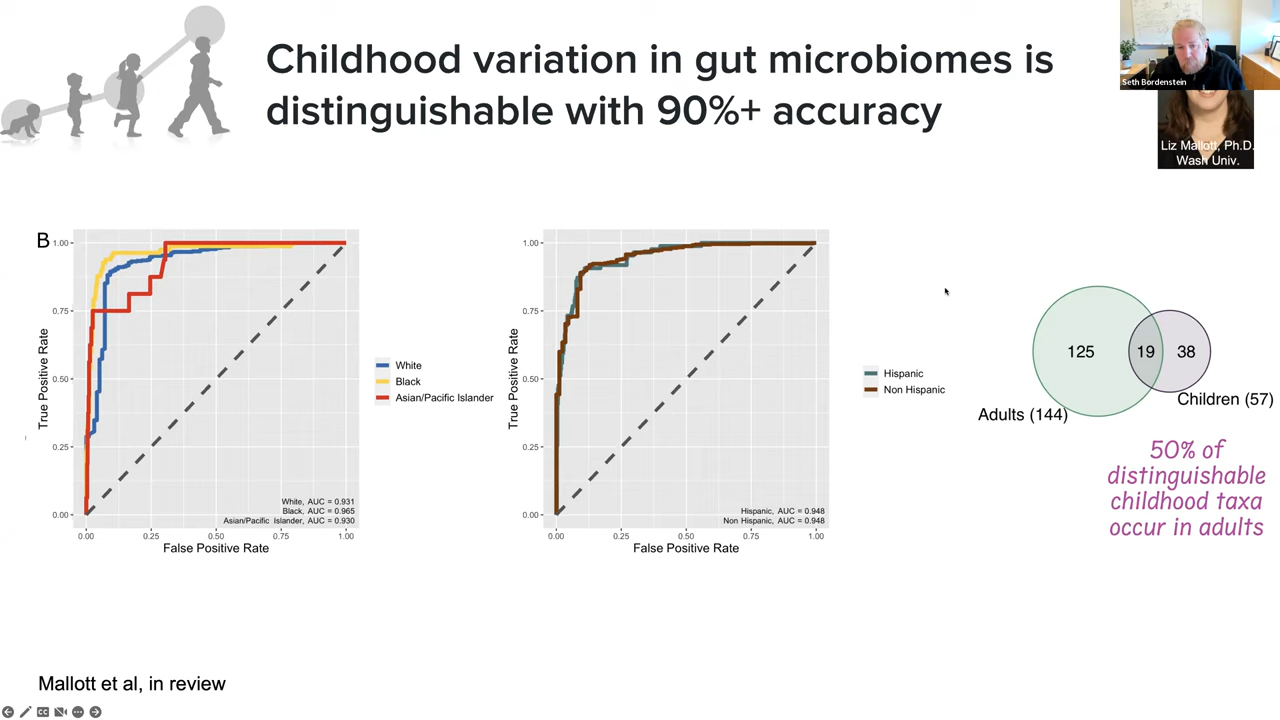 Childhood variation in gut microbiomes is
distinguishable with 90%+ accuracy
Seth Bordenstein
Liz Mallott, Ph.D.
Wash Univ.
B
True Positive Rate
1.00
0.75
0.50
0.25
0.00
White, AUC = 0.931
Black, AUC = 0.965
Asian/Pacific Islander, AUC = 0.930
0.00 0.25 0.50 0.75 1.00
False Positive Rate
White
Black
Asian/Pacific Islander
True Positive Rate
1.00
0.75
0.50
0.25
0.00
Hispanic, AUC = 0.948
Non Hispanic, AUC = 0.948
0.00 0.25 0.50 0.75 1.00
False Positive Rate
Hispanic
Non Hispanic
125 19 38
Children (57)
Adults (144)
50% of
distinguishable
childhood taxa
occur in adults
Mallott et al, in review
CC